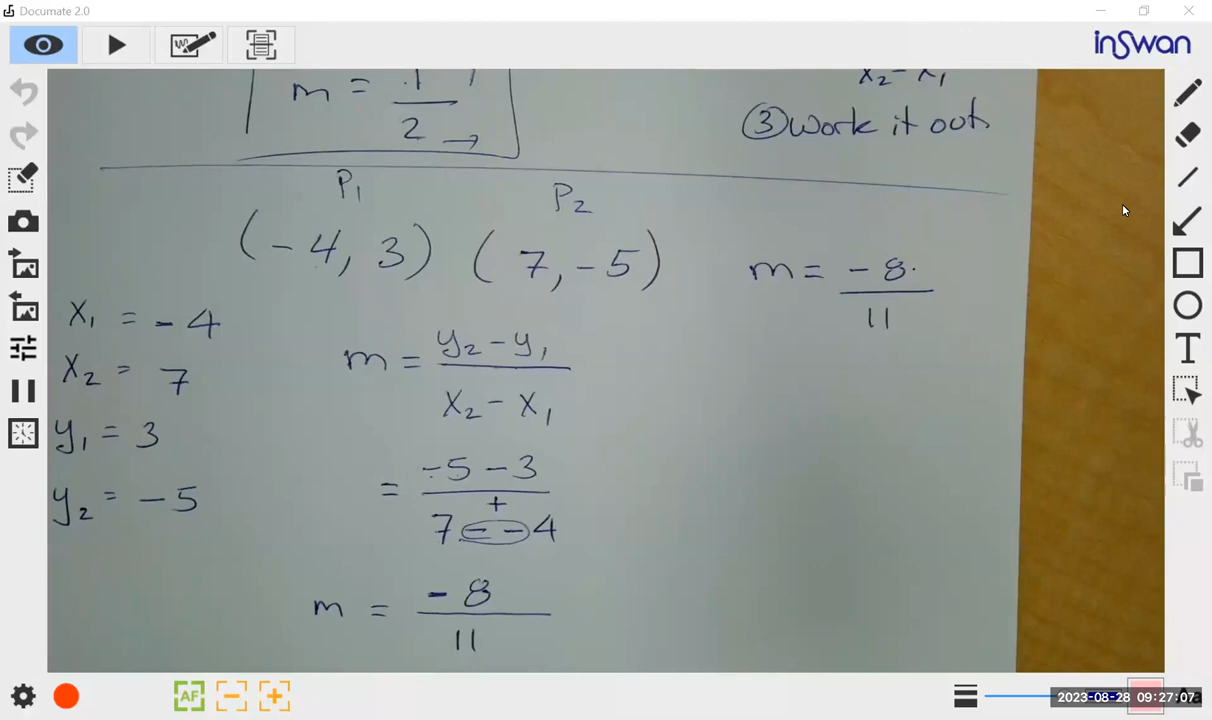 Documate 2.0
inSwan
m = 1
2 →
x₂ - x₁
③ Work it out
P₁ P₂
(-4, 3) (7, -5)
m = -8
11
x₁ = -4
x₂ = 7
y₁ = 3
y₂ = -5
m = y₂ - y₁
x₂ - x₁
= -5 - 3
+
7 - - 4
m = -8
11
T
AF
2023-08-28 09:27:07